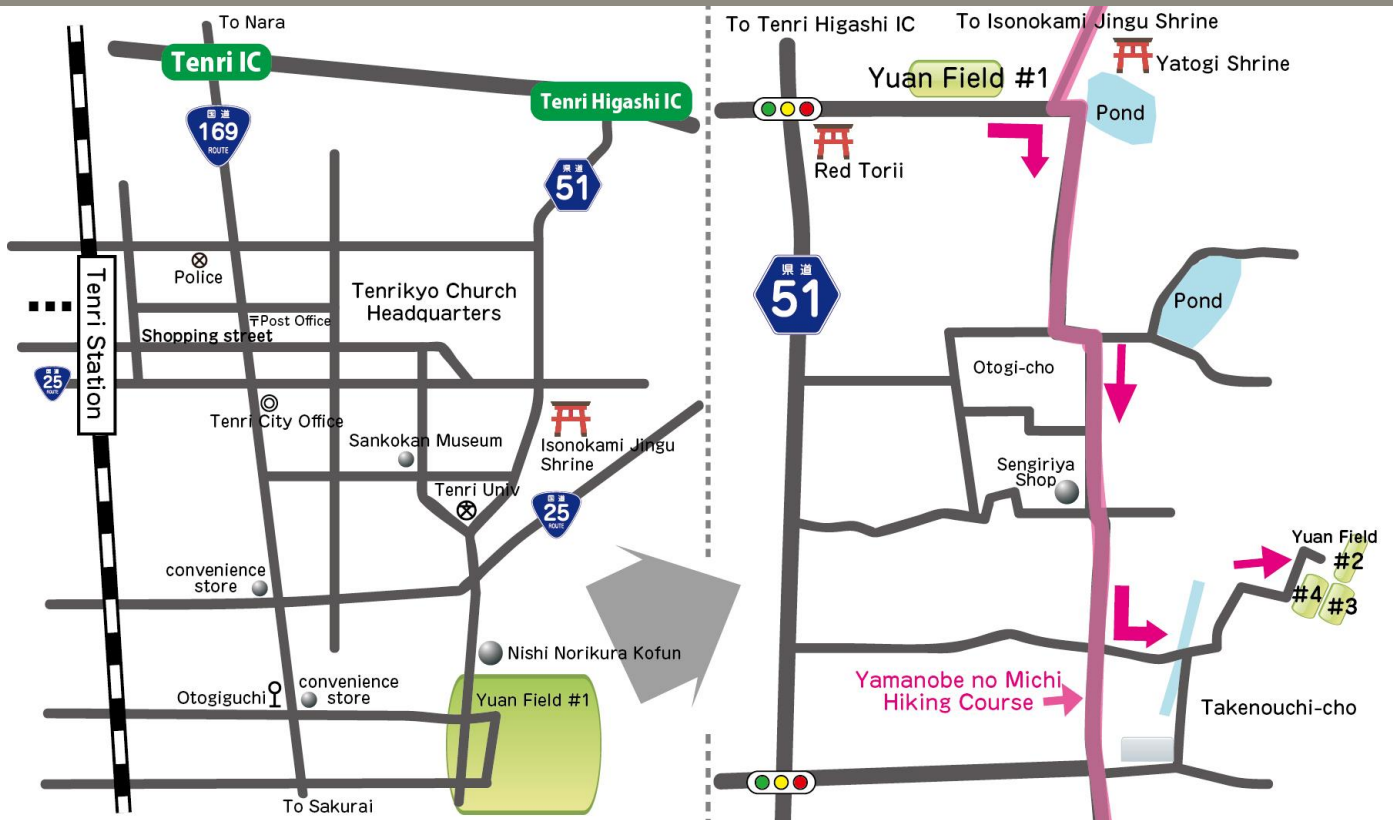 To Nara
Tenri IC
Tenri Higashi IC
国道
169
ROUTE
県道
51
Police
Tenrikyo Church
Headquarters
〒Post Office
Shopping street
Tenri Station
国道
25
ROUTE
Tenri City Office
Sankokan Museum
Isonokami Jingu
Shrine
Tenri Univ
国道
25
ROUTE
convenience
store
Nishi Norikura Kofun
Otogiguchi
convenience
store
Yuan Field #1
To Sakurai
To Tenri Higashi IC
To Isonokami Jingu Shrine
Yuan Field #1
Yatogi Shrine
Pond
Red Torii
県道
51
Pond
Otogi-cho
Sengiriya
Shop
Yuan Field
#2
#4
#3
Yamanobe no Michi
Hiking Course
Takenouchi-cho